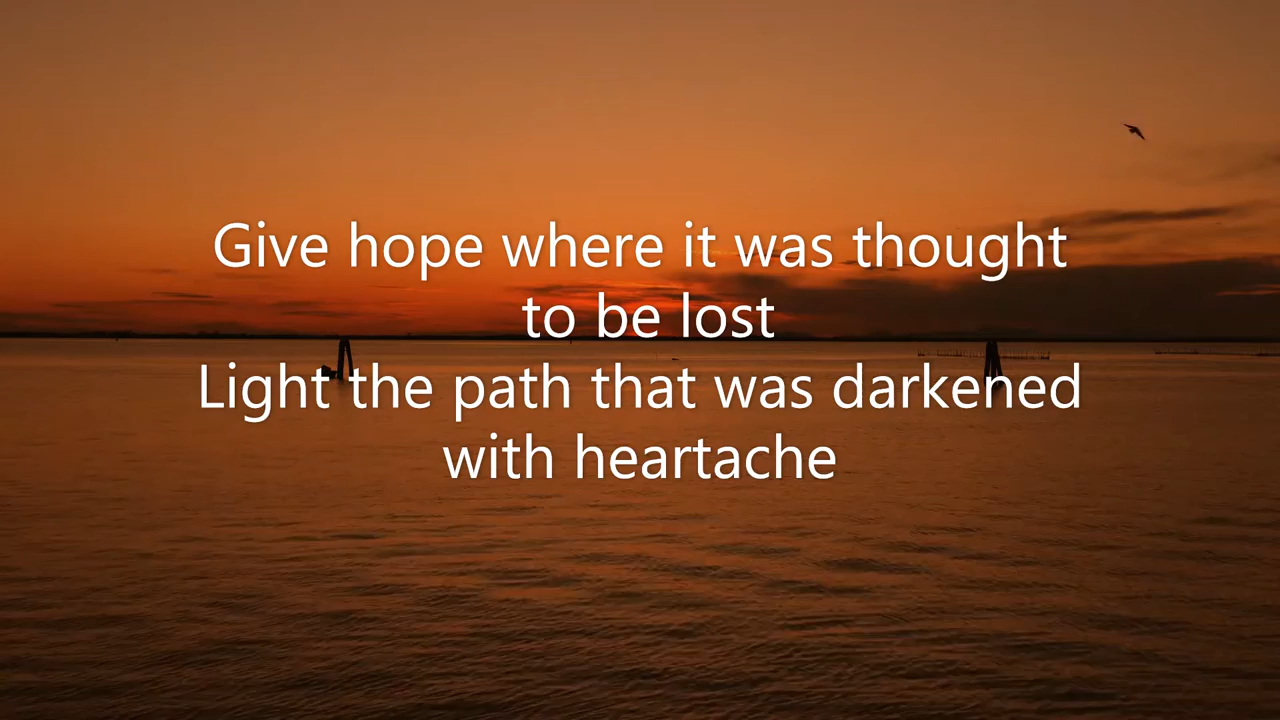 Give hope where it was thought
to be lost
Light the path that was darkened
with heartache